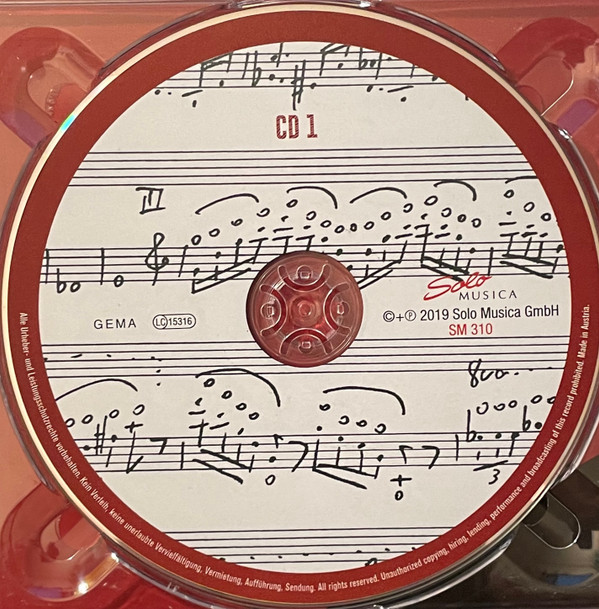 CD 1
III
Solo
MUSICA
GEMA
LC 15316
©+℗ 2019 Solo Musica GmbH
SM 310
8va....
3
Alle Urheber- und Leistungsschutzrechte vorbehalten. Kein Verleih, keine unerlaubte Vervielfältigung, Vermietung, Aufführung, Sendung. All rights reserved. Unauthorized copying, hiring, lending, performance and broadcasting of this record prohibited. Made in Austria.